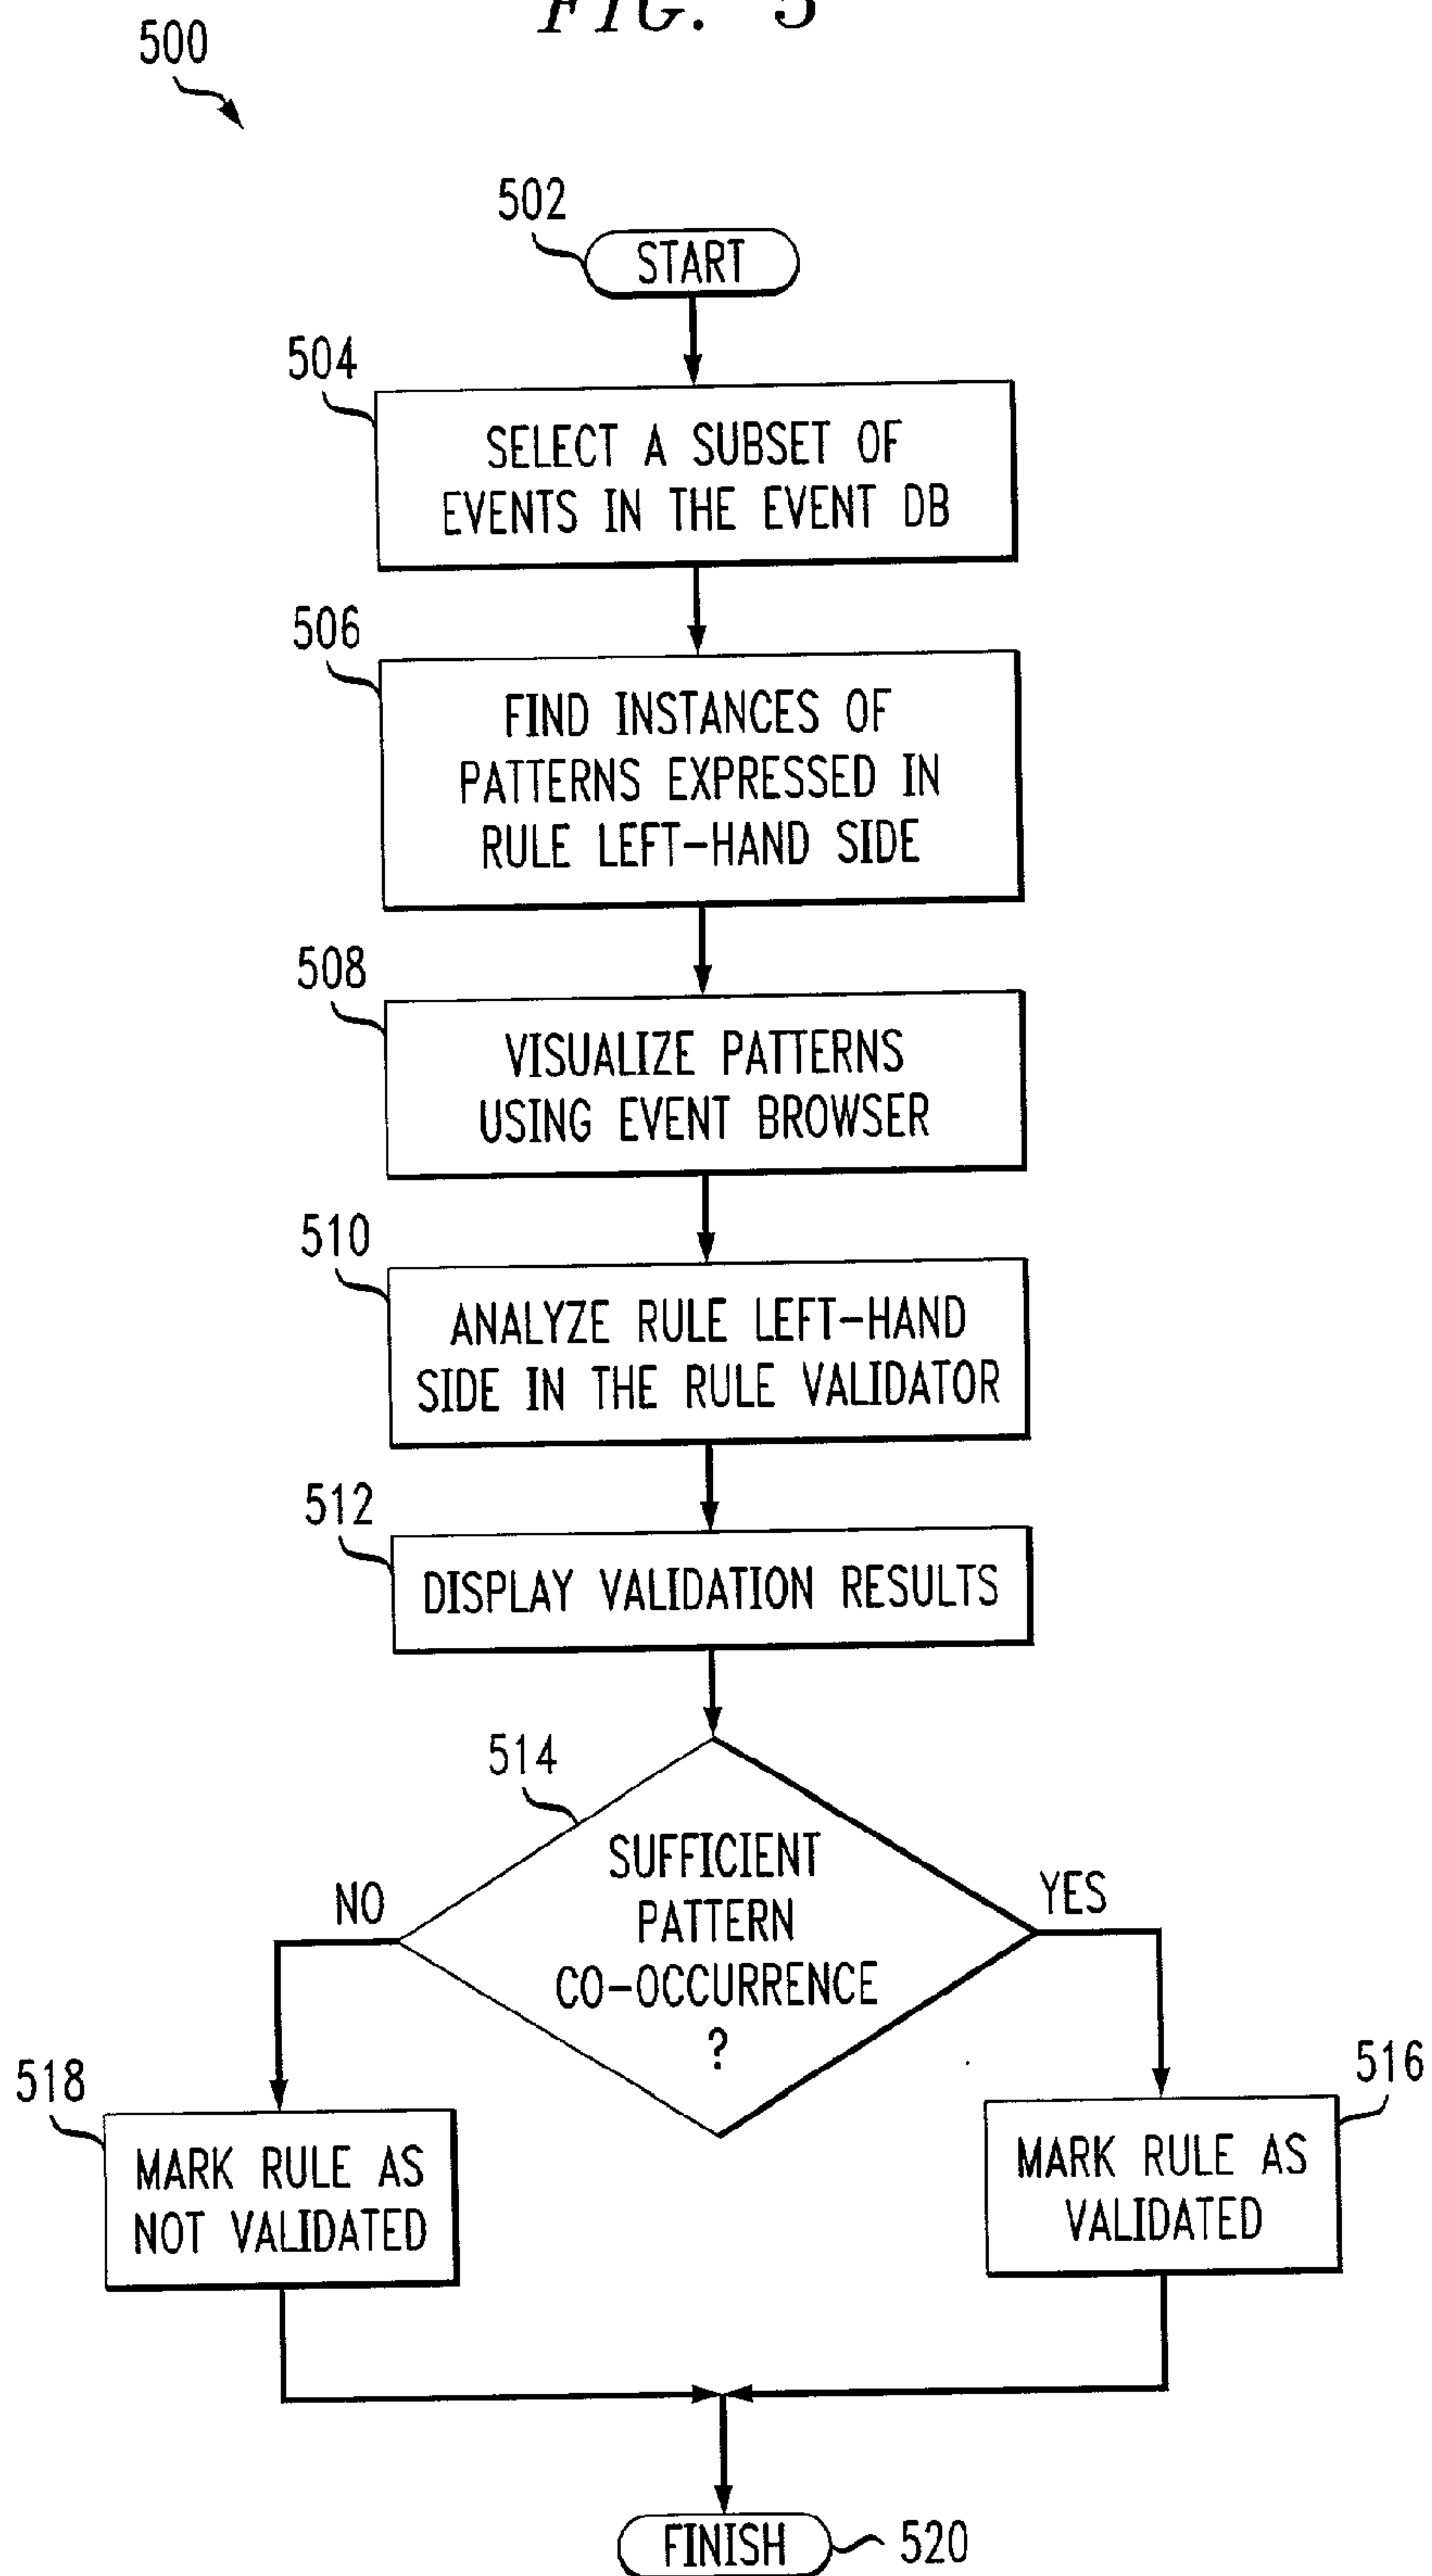 FIG. 5
500
502
START
504
SELECT A SUBSET OF
EVENTS IN THE EVENT DB
506
FIND INSTANCES OF
PATTERNS EXPRESSED IN
RULE LEFT-HAND SIDE
508
VISUALIZE PATTERNS
USING EVENT BROWSER
510
ANALYZE RULE LEFT-HAND
SIDE IN THE RULE VALIDATOR
512
DISPLAY VALIDATION RESULTS
514
SUFFICIENT
PATTERN
CO-OCCURRENCE
?
NO
YES
518
MARK RULE AS
NOT VALIDATED
516
MARK RULE AS
VALIDATED
FINISH
520